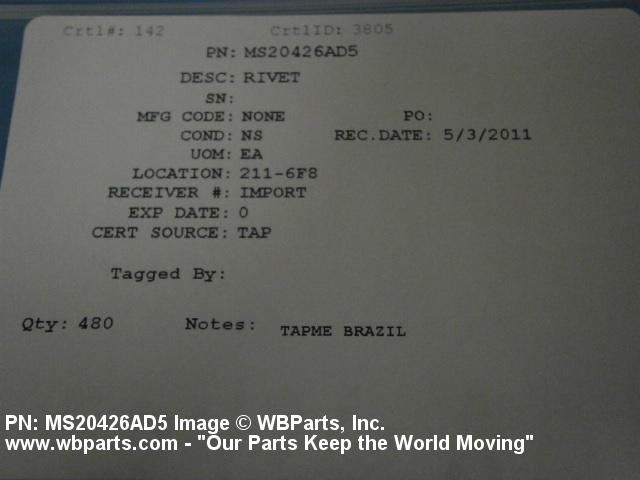 Crtl#: 142 CrtlID: 3805
PN: MS20426AD5
DESC: RIVET
SN:
MFG CODE: NONE PO:
COND: NS REC.DATE: 5/3/2011
UOM: EA
LOCATION: 211-6F8
RECEIVER #: IMPORT
EXP DATE: 0
CERT SOURCE: TAP
Tagged By:
Qty: 480 Notes: TAPME BRAZIL
PN: MS20426AD5 Image © WBParts, Inc.
www.wbparts.com - "Our Parts Keep the World Moving"